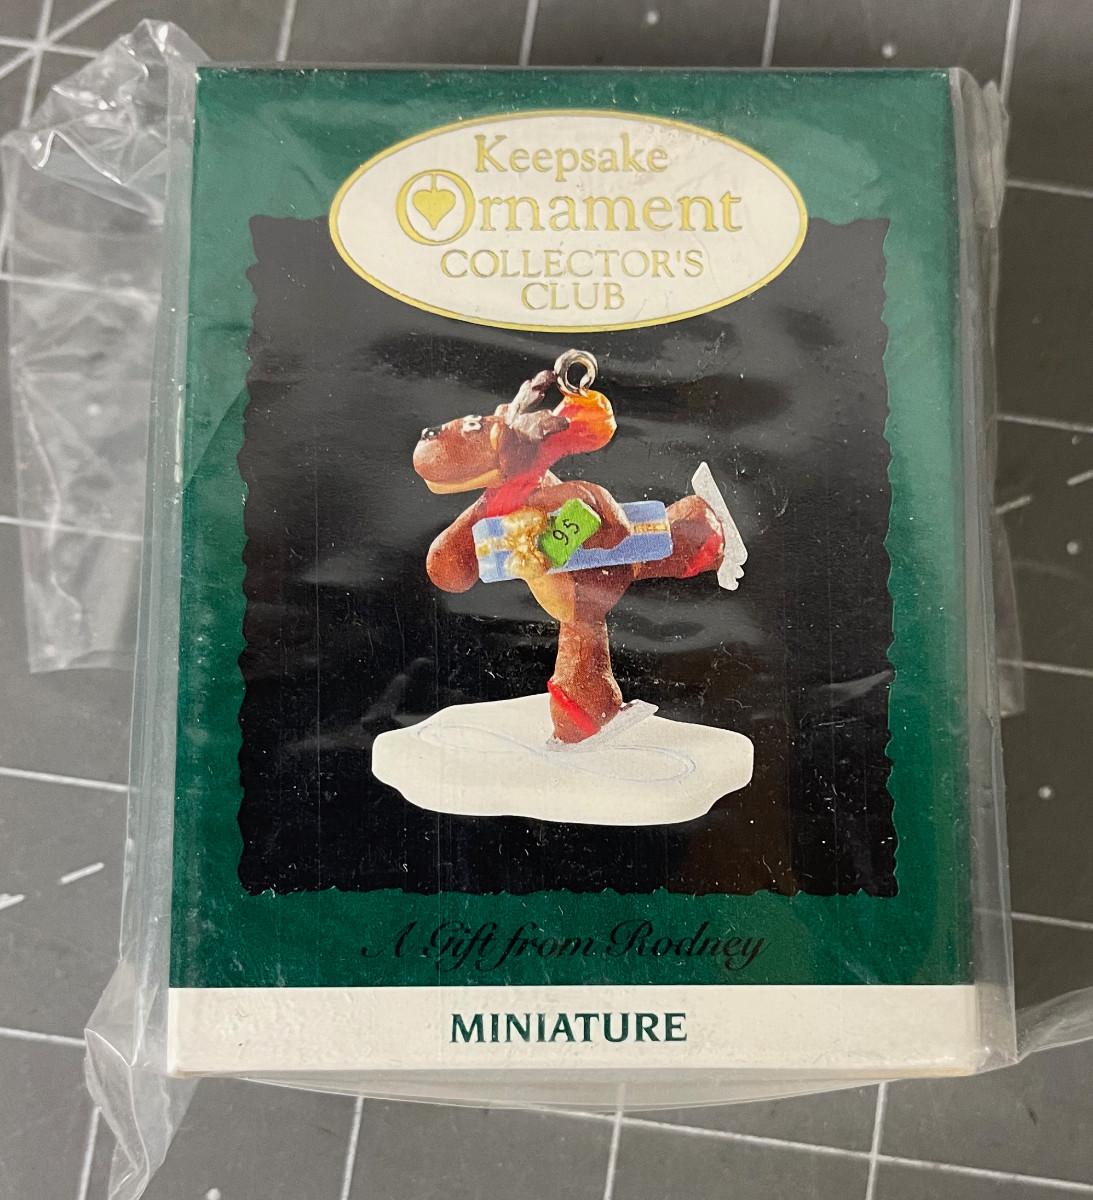 Keepsake
Ornament
COLLECTOR'S
CLUB
95
A Gift from Rodney
MINIATURE